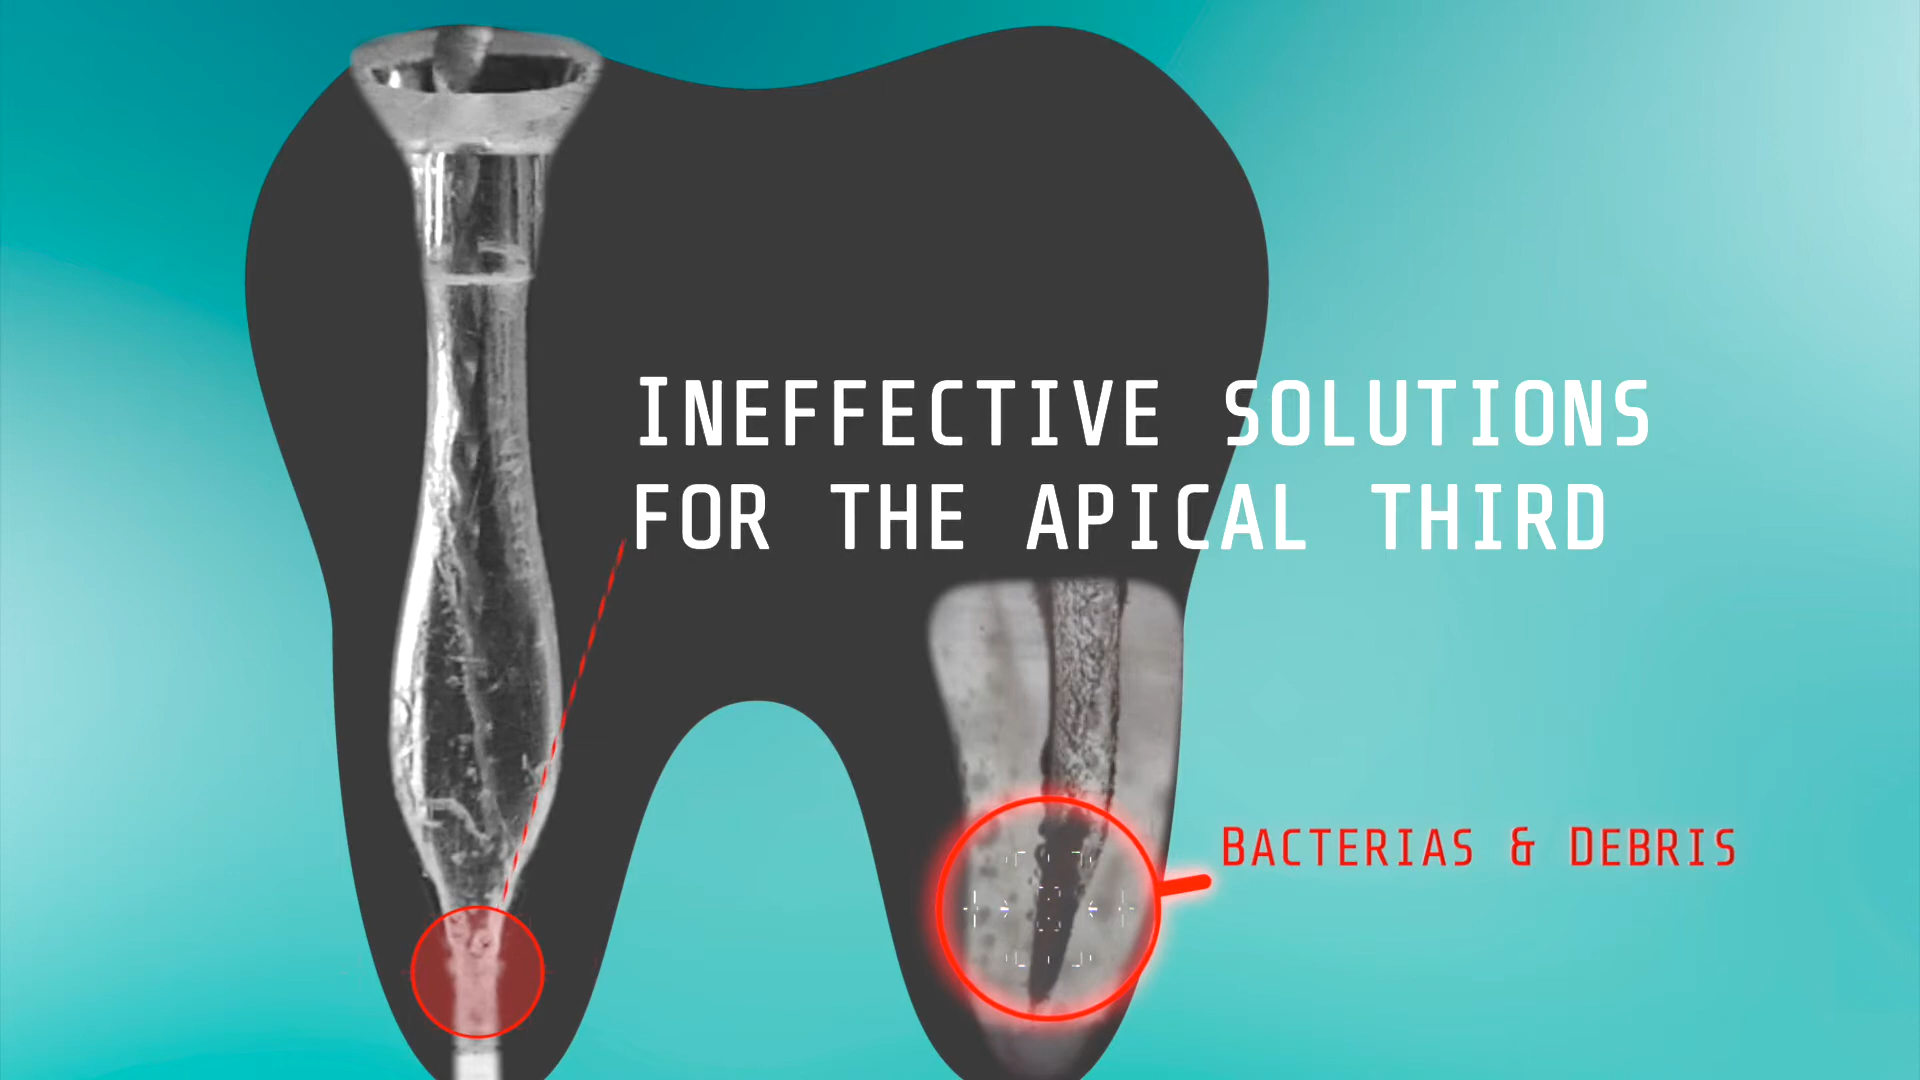 Ineffective solutions
for the apical third
Bacterias & Debris